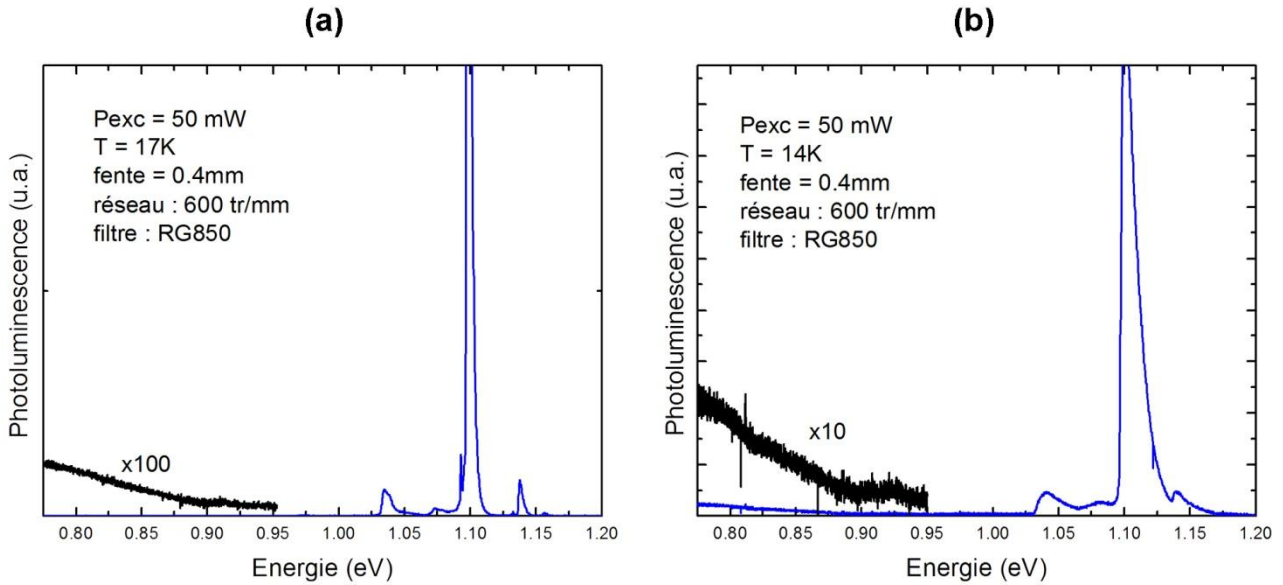 (a)
Photoluminescence (u.a.)
Pexc = 50 mW
T = 17K
fente = 0.4mm
réseau : 600 tr/mm
filtre : RG850
x100
0.80 0.85 0.90 0.95 1.00 1.05 1.10 1.15 1.20
Energie (eV)
(b)
Photoluminescence (u.a.)
Pexc = 50 mW
T = 14K
fente = 0.4mm
réseau : 600 tr/mm
filtre : RG850
x10
0.80 0.85 0.90 0.95 1.00 1.05 1.10 1.15 1.20
Energie (eV)